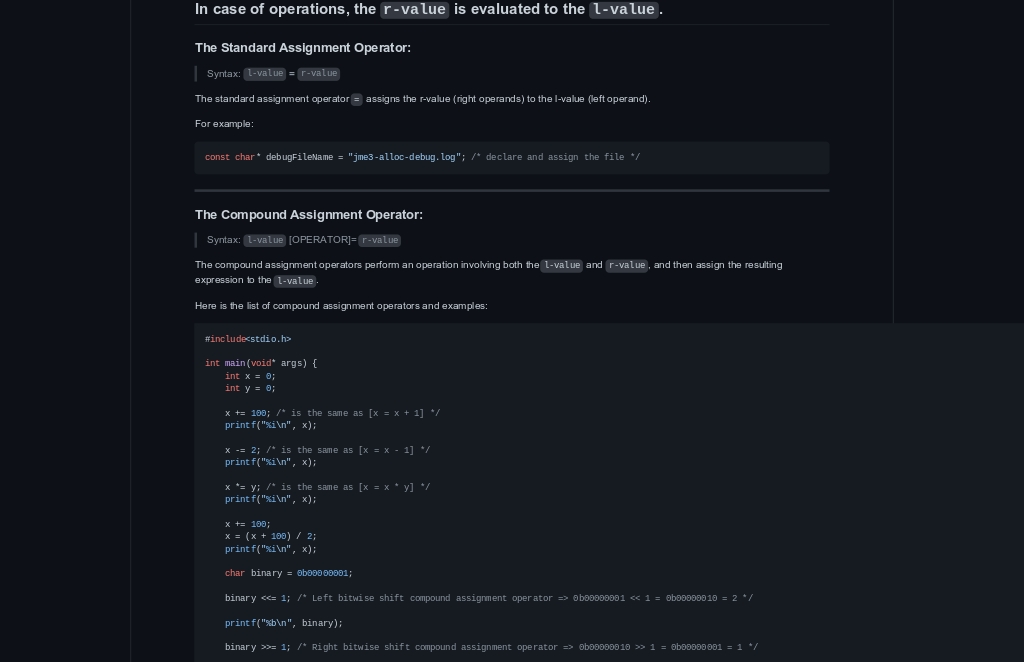 In case of operations, the r-value is evaluated to the l-value.
The Standard Assignment Operator:
Syntax: l-value = r-value
The standard assignment operator = assigns the r-value (right operands) to the l-value (left operand).
For example:
const char* debugFileName = "jme3-alloc-debug.log"; /* declare and assign the file */
The Compound Assignment Operator:
Syntax: l-value [OPERATOR]= r-value
The compound assignment operators perform an operation involving both the l-value and r-value, and then assign the resulting
expression to the l-value.
Here is the list of compound assignment operators and examples:
#include<stdio.h>
int main(void* args) {
int x = 0;
int y = 0;
x += 100; /* is the same as [x = x + 1] */
printf("%i\n", x);
x -= 2; /* is the same as [x = x - 1] */
printf("%i\n", x);
x *= y; /* is the same as [x = x * y] */
printf("%i\n", x);
x += 100;
x = (x + 100) / 2;
printf("%i\n", x);
char binary = 0b00000001;
binary <<= 1; /* Left bitwise shift compound assignment operator => 0b00000001 << 1 = 0b00000010 = 2 */
printf("%b\n", binary);
binary >>= 1; /* Right bitwise shift compound assignment operator => 0b00000010 >> 1 = 0b00000001 = 1 */